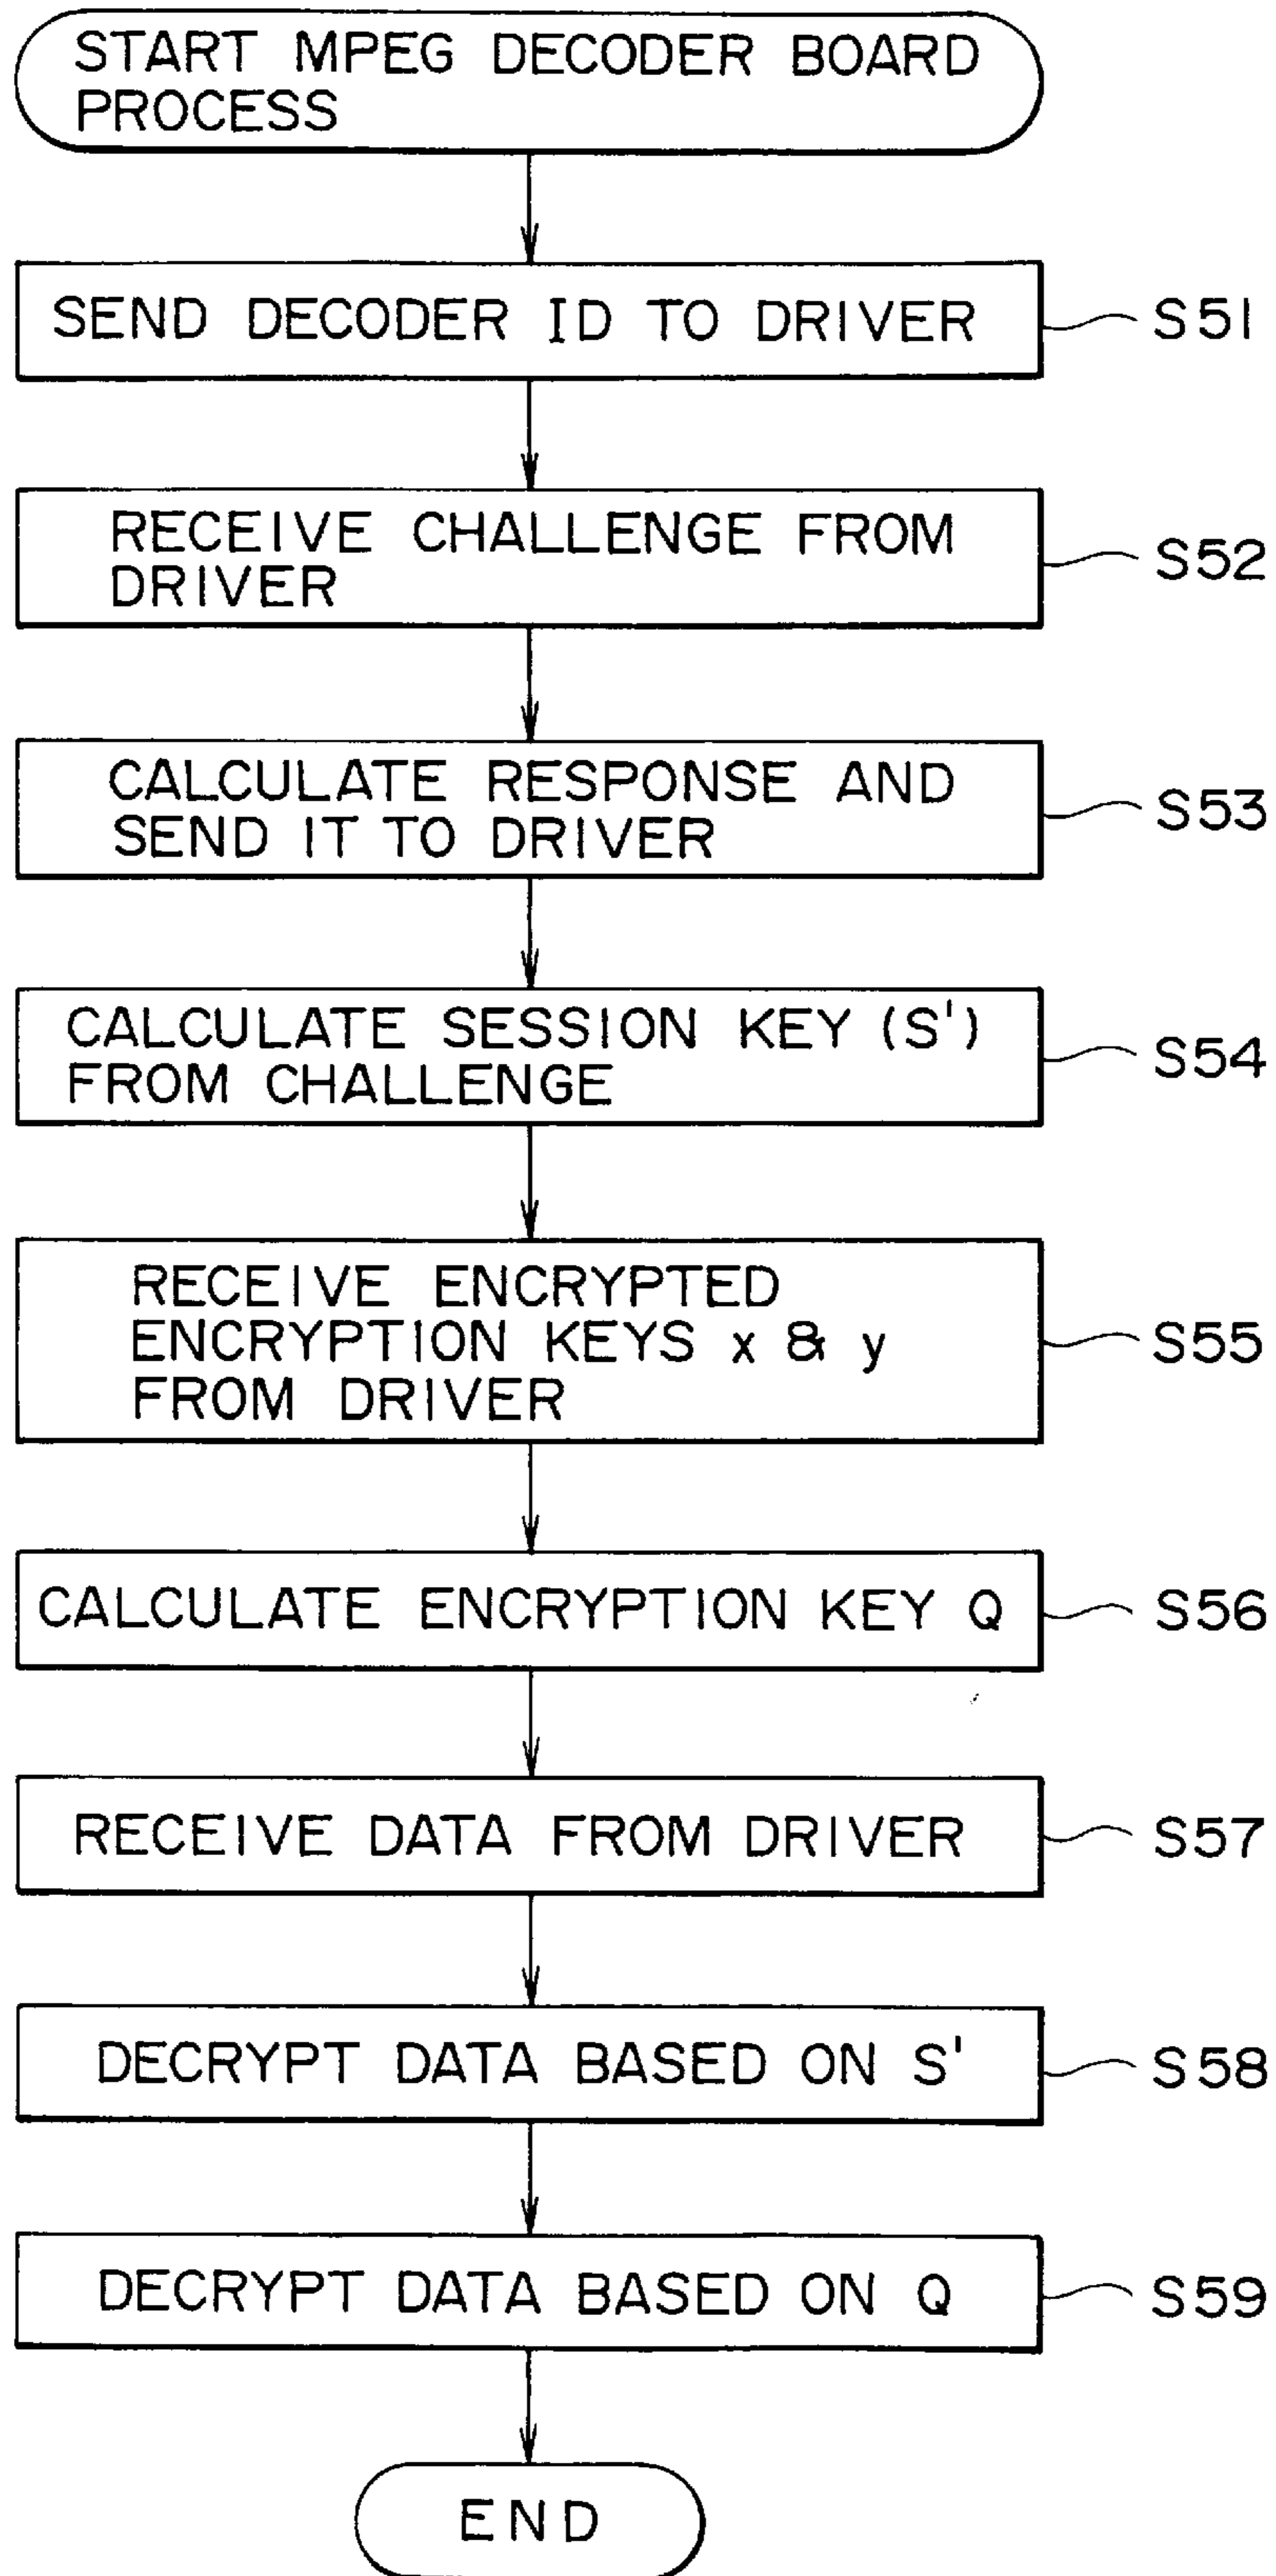 START MPEG DECODER BOARD
PROCESS
SEND DECODER ID TO DRIVER
S51
RECEIVE CHALLENGE FROM
DRIVER
S52
CALCULATE RESPONSE AND
SEND IT TO DRIVER
S53
CALCULATE SESSION KEY (S')
FROM CHALLENGE
S54
RECEIVE ENCRYPTED
ENCRYPTION KEYS x & y
FROM DRIVER
S55
CALCULATE ENCRYPTION KEY Q
S56
RECEIVE DATA FROM DRIVER
S57
DECRYPT DATA BASED ON S'
S58
DECRYPT DATA BASED ON Q
S59
END